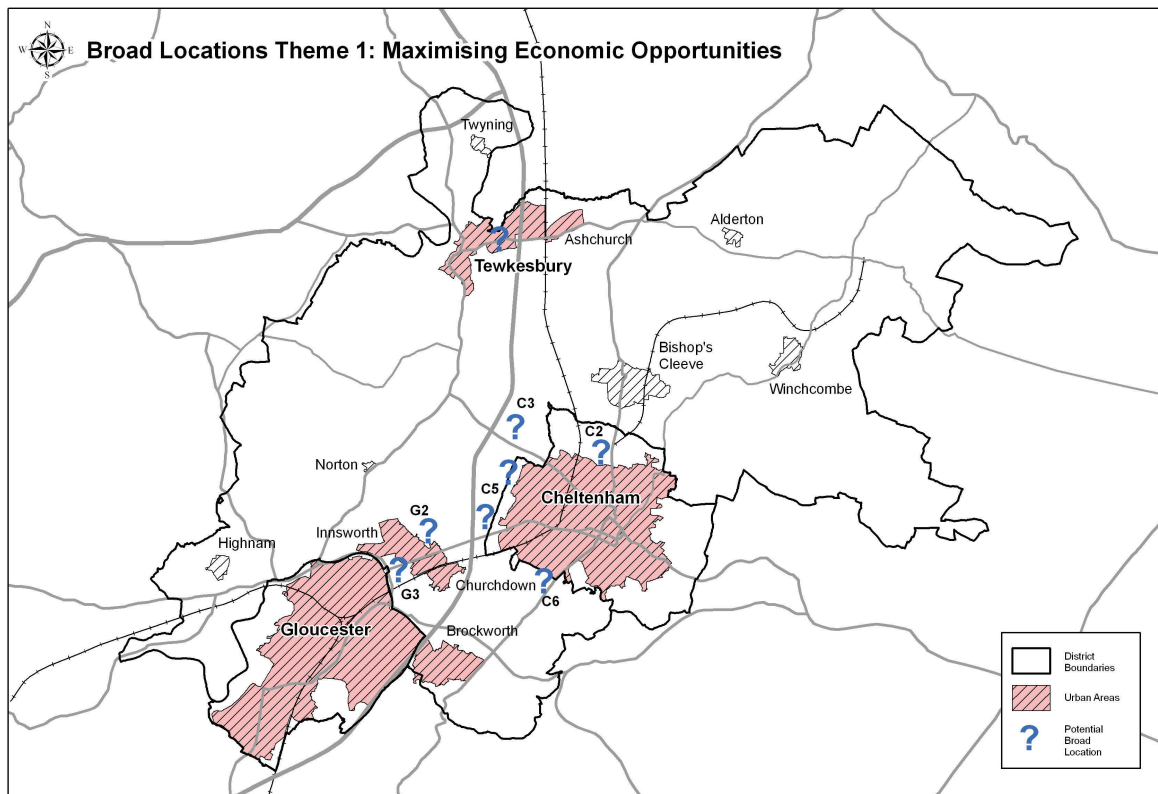 N
W E
S
Broad Locations Theme 1: Maximising Economic Opportunities
Twyning
Alderton
Ashchurch
Tewkesbury
Bishop's
Cleeve
Winchcombe
C3
?
C2
?
?
Norton
Cheltenham
C5
?
G2
?
Innsworth
Highnam
?
G3
Churchdown
?
C6
Gloucester
Brockworth
?
District
Boundaries
Urban Areas
?
Potential
Broad
Location